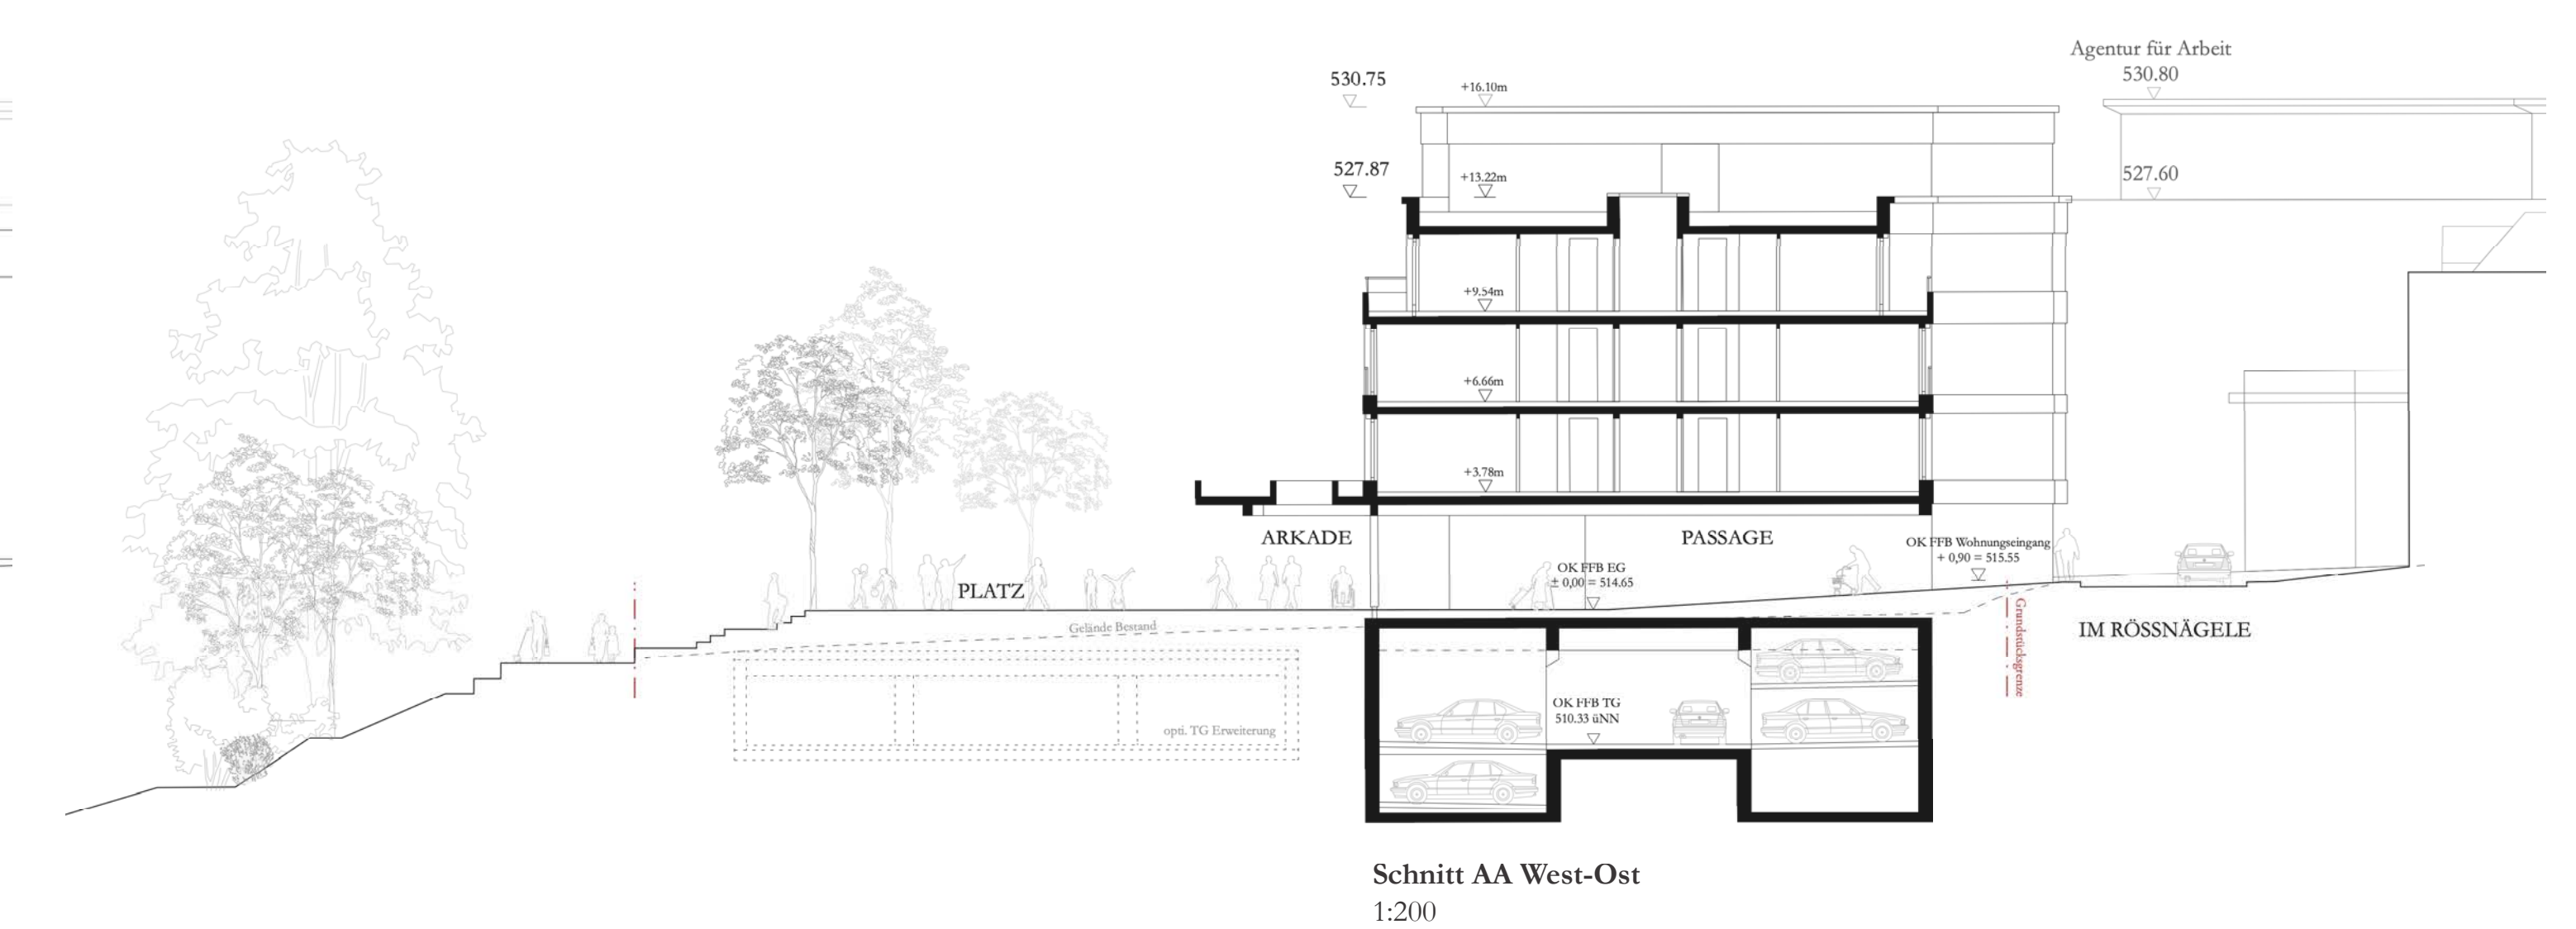 Agentur für Arbeit
530.80
530.75
+16.10m
527.87
+13.22m
527.60
+9.54m
+6.66m
+3.78m
ARKADE
PASSAGE
OK FFB Wohnungseingang
+ 0,90 = 515.55
OK FFB EG
± 0,00 = 514.65
PLATZ
Gelände Bestand
Grundstücksgrenze
IM RÖSSNÄGELE
OK FFB TG
510.33 üNN
opti. TG Erweiterung
Schnitt AA West-Ost
1:200